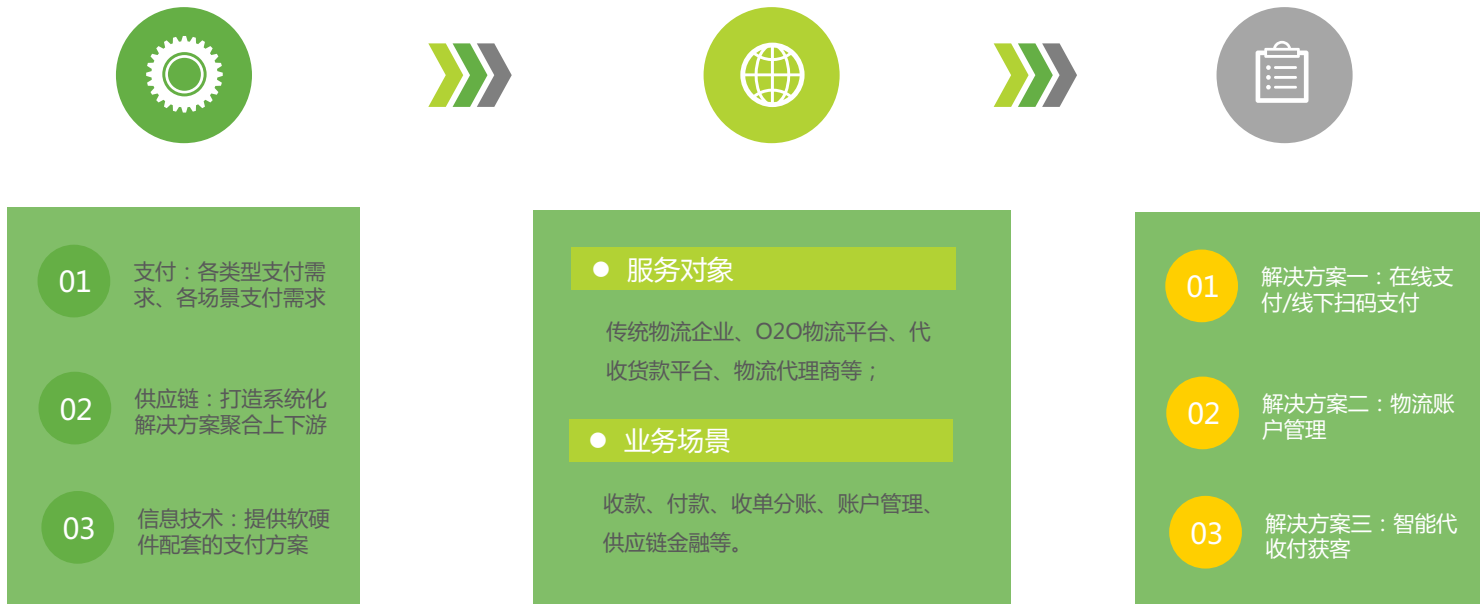 01
支付：各类型支付需
求、各场景支付需求
02
供应链：打造系统化
解决方案聚合上下游
03
信息技术：提供软硬
件配套的支付方案
服务对象
传统物流企业、O2O物流平台、代
收货款平台、物流代理商等；
业务场景
收款、付款、收单分账、账户管理、
供应链金融等。
01
解决方案一：在线支
付/线下扫码支付
02
解决方案二：物流账
户管理
03
解决方案三：智能代
收付获客